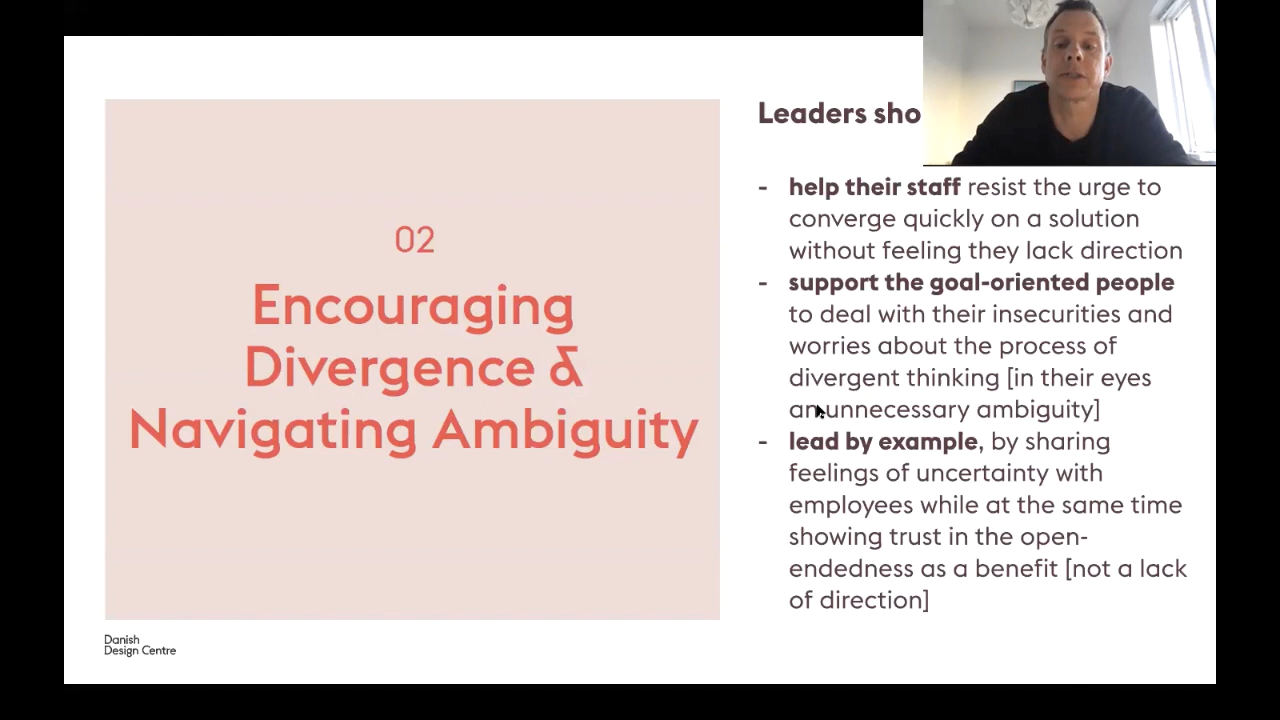 02
Encouraging
Divergence &
Navigating Ambiguity
Leaders sho
- help their staff resist the urge to
converge quickly on a solution
without feeling they lack direction
- support the goal-oriented people
to deal with their insecurities and
worries about the process of
divergent thinking [in their eyes
an unnecessary ambiguity]
- lead by example, by sharing
feelings of uncertainty with
employees while at the same time
showing trust in the open-
endedness as a benefit [not a lack
of direction]
Danish
Design Centre